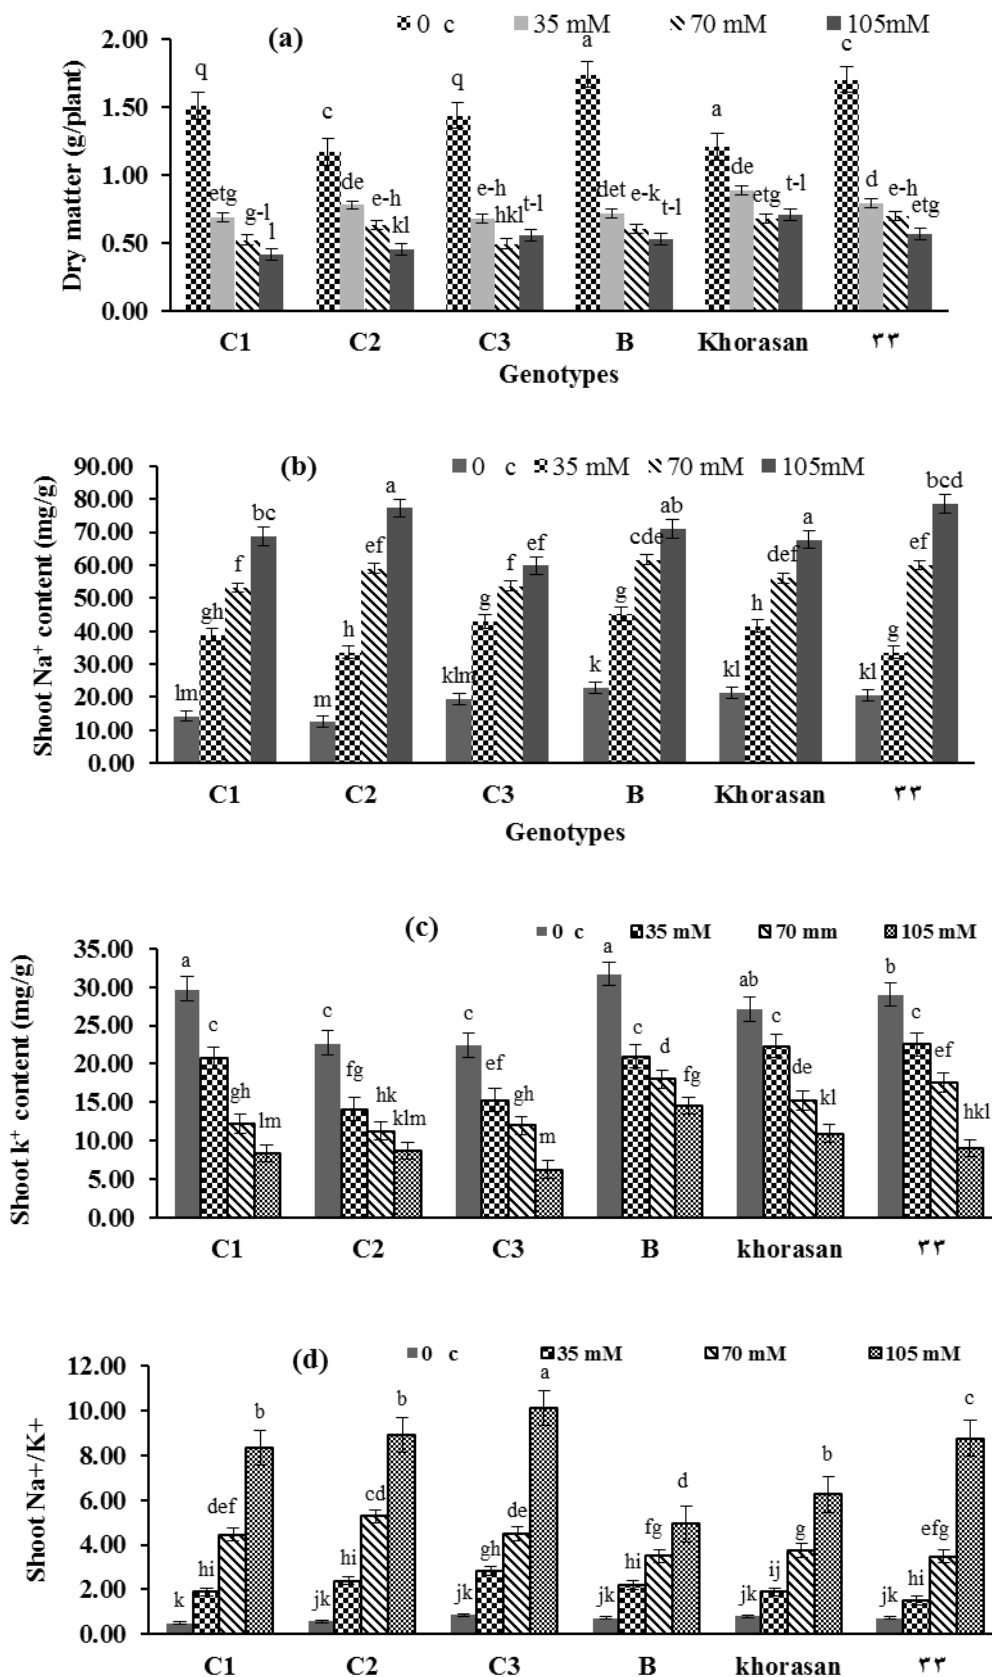 (a)
0 c 35 mM 70 mM 105mM
Dry matter (g/plant)
2.00
1.50
1.00
0.50
0.00
q etg g-l l
c de e-h kl
q e-h hkl t-l
a det e-k t-l
a de etg t-l
c d e-h etg
C1 C2 C3 B Khorasan ٣٣
Genotypes
(b)
0 c 35 mM 70 mM 105mM
Shoot Na⁺ content (mg/g)
90.00
80.00
70.00
60.00
50.00
40.00
30.00
20.00
10.00
0.00
lm gh f bc
m h ef a
klm g f ef
k g cde ab
kl h def a
kl g ef bcd
C1 C2 C3 B Khorasan ٣٣
Genotypes
(c)
0 c 35 mM 70 mm 105 mM
Shoot k⁺ content (mg/g)
35.00
30.00
25.00
20.00
15.00
10.00
5.00
0.00
a c gh lm
c fg hk klm
c ef gh m
a c d fg
ab c de kl
b c ef hkl
C1 C2 C3 B khorasan ٣٣
(d)
0 c 35 mM 70 mM 105 mM
Shoot Na+/K+
12.00
10.00
8.00
6.00
4.00
2.00
0.00
k hi def b
jk hi cd b
jk gh de a
jk hi fg d
jk ij g b
jk hi efg c
C1 C2 C3 B khorasan ٣٣